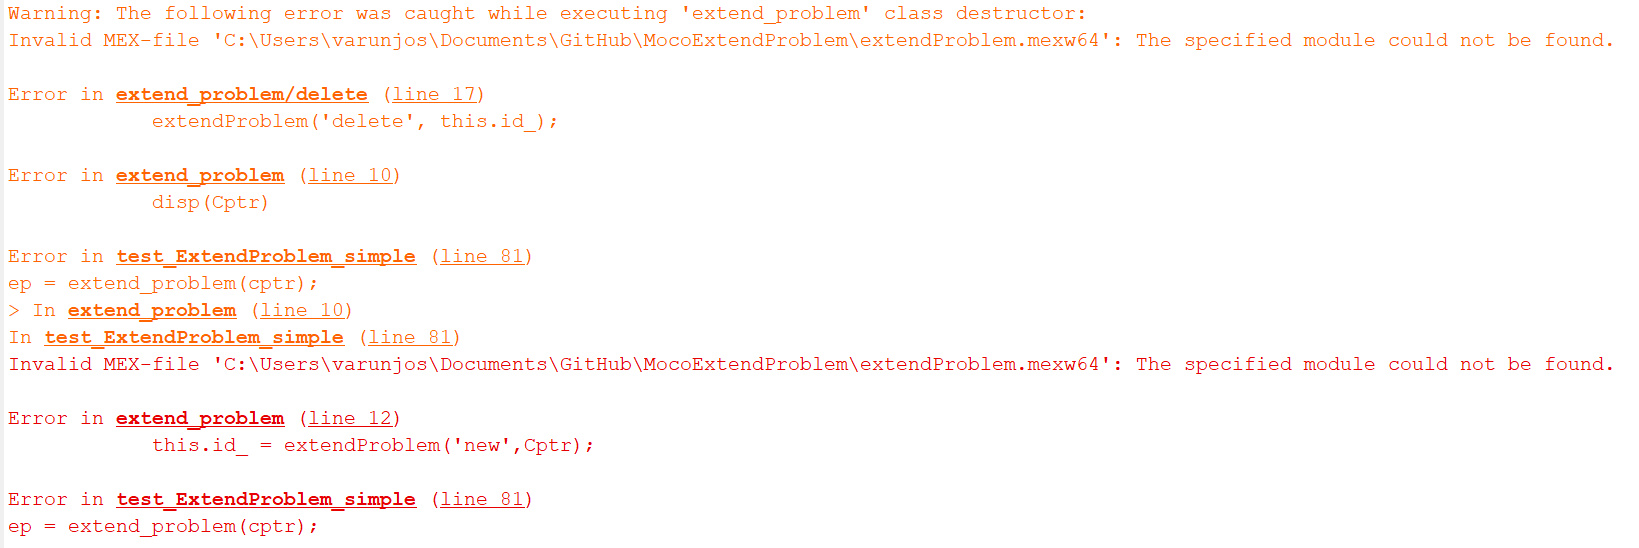 Warning: The following error was caught while executing 'extend_problem' class destructor:
Invalid MEX-file 'C:\Users\varunjos\Documents\GitHub\MocoExtendProblem\extendProblem.mexw64': The specified module could not be found.
Error in extend_problem/delete (line 17)
extendProblem('delete', this.id_);
Error in extend_problem (line 10)
disp(Cptr)
Error in test_ExtendProblem_simple (line 81)
ep = extend_problem(cptr);
> In extend_problem (line 10)
In test_ExtendProblem_simple (line 81)
Invalid MEX-file 'C:\Users\varunjos\Documents\GitHub\MocoExtendProblem\extendProblem.mexw64': The specified module could not be found.
Error in extend_problem (line 12)
this.id_ = extendProblem('new',Cptr);
Error in test_ExtendProblem_simple (line 81)
ep = extend_problem(cptr);